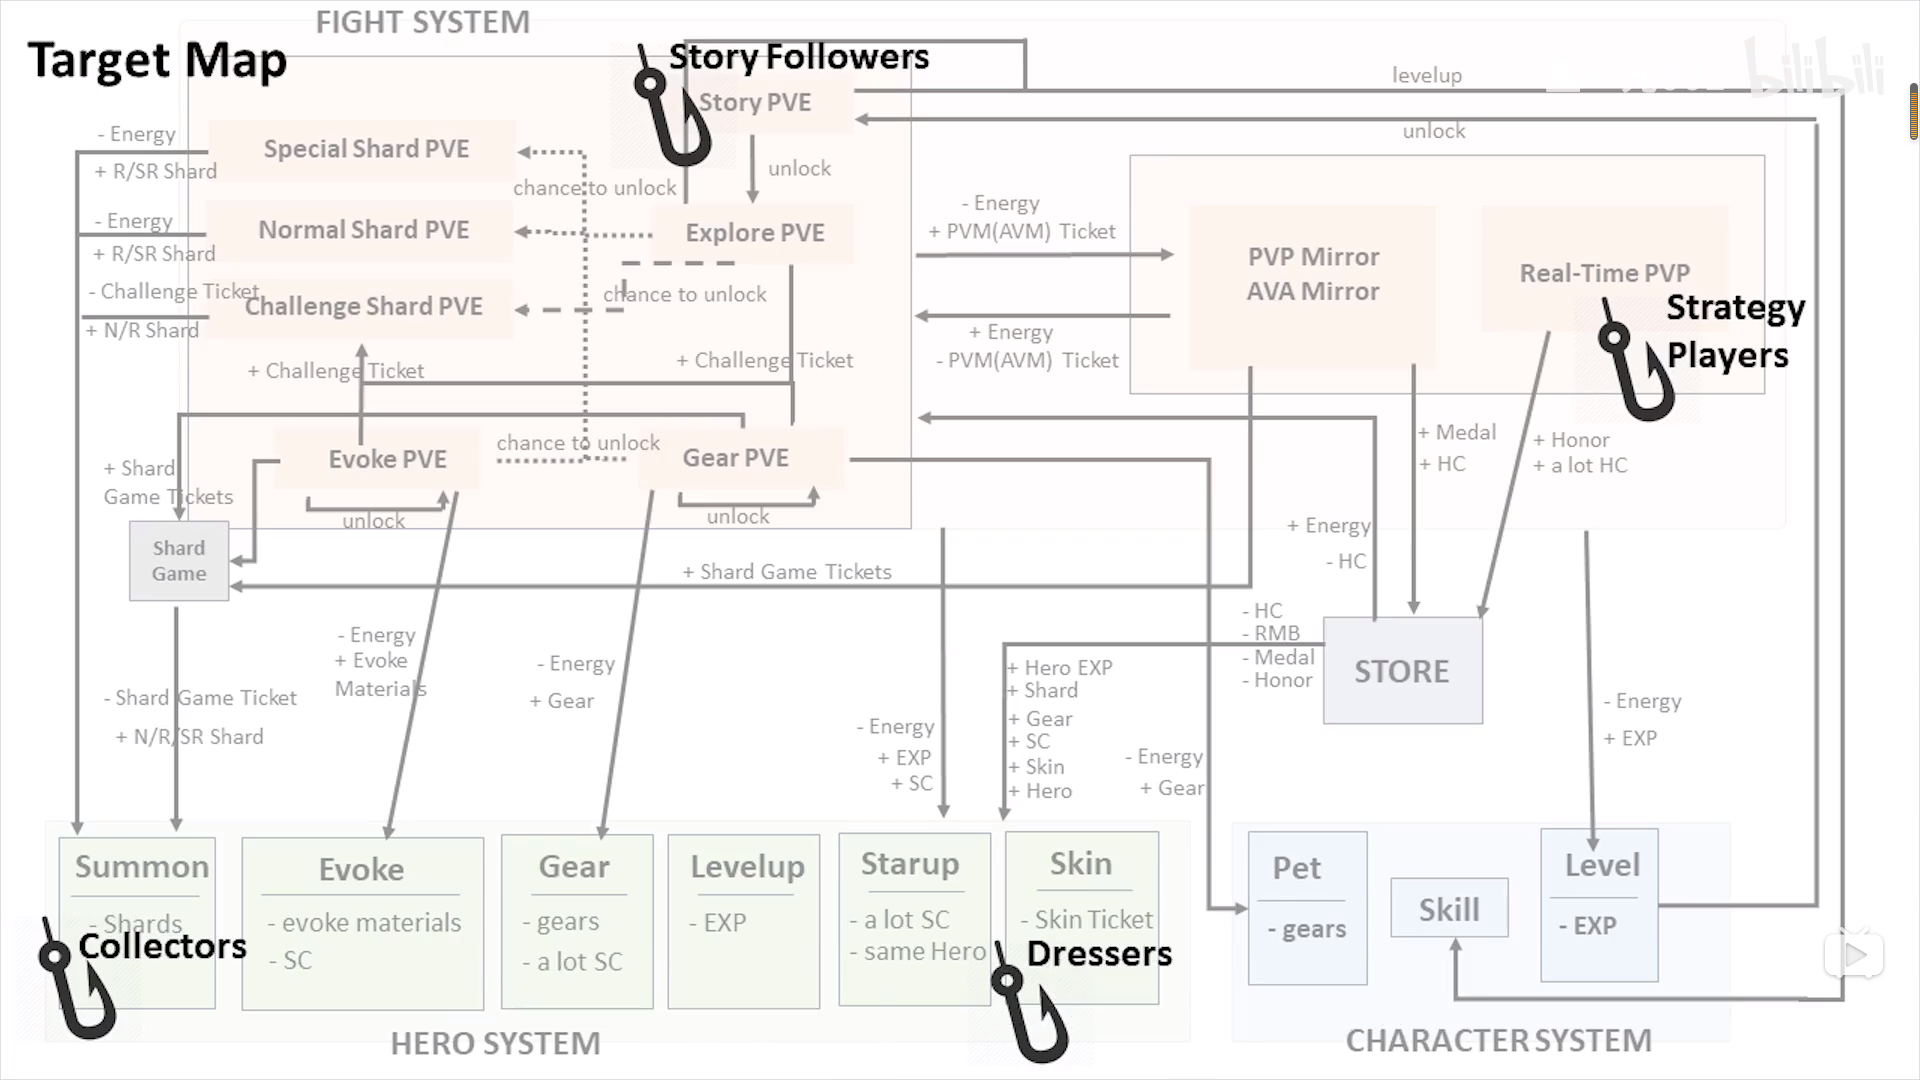 FIGHT SYSTEM
Target Map
Story Followers
Story PVE
levelup
bilibili
unlock
- Energy
+ R/SR Shard
Special Shard PVE
chance to unlock
unlock
- Energy
+ R/SR Shard
Normal Shard PVE
Explore PVE
- Energy
+ PVM(AVM) Ticket
PVP Mirror
AVA Mirror
Real-Time PVP
- Challenge Ticket
+ N/R Shard
Challenge Shard PVE
chance to unlock
Strategy
Players
+ Energy
- PVM(AVM) Ticket
+ Challenge Ticket
+ Challenge Ticket
+ Shard
Game Tickets
Evoke PVE
unlock
chance to unlock
Gear PVE
unlock
+ Medal
+ HC
+ Honor
+ a lot HC
+ Energy
- HC
Shard
Game
+ Shard Game Tickets
- HC
- RMB
- Medal
- Honor
STORE
- Energy
+ Evoke
Materials
- Energy
+ Gear
+ Hero EXP
+ Shard
+ Gear
+ SC
+ Skin
+ Hero
- Shard Game Ticket
+ N/R/SR Shard
- Energy
+ EXP
+ SC
- Energy
+ Gear
- Energy
+ EXP
Summon
- Shards
Collectors
Evoke
- evoke materials
- SC
Gear
- gears
- a lot SC
Levelup
- EXP
Starup
- a lot SC
- same Hero
Skin
- Skin Ticket
Dressers
Pet
- gears
Skill
Level
- EXP
HERO SYSTEM
CHARACTER SYSTEM